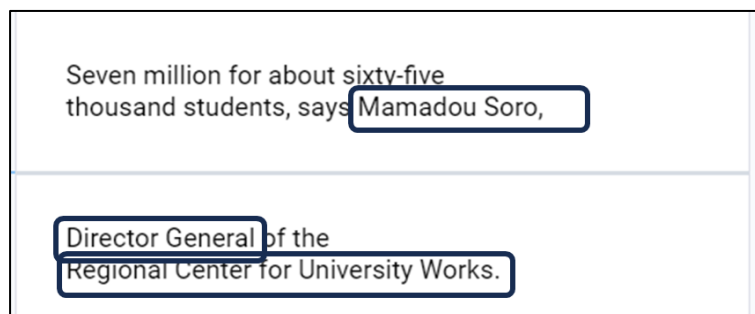 Seven million for about sixty-five
thousand students, says Mamadou Soro,
Director General of the
Regional Center for University Works.